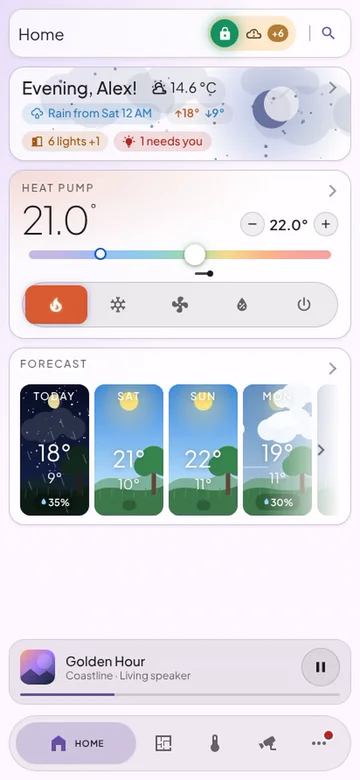 Home
+6
Evening, Alex!
14.6 °C
Rain from Sat 12 AM
↑18° ↓9°
6 lights +1
1 needs you
HEAT PUMP
21.0°
− 22.0° +
FORECAST
TODAY SAT SUN MON
18° 21° 22° 19°
9° 10° 11° 11°
35% 30%
Golden Hour
Coastline · Living speaker
HOME